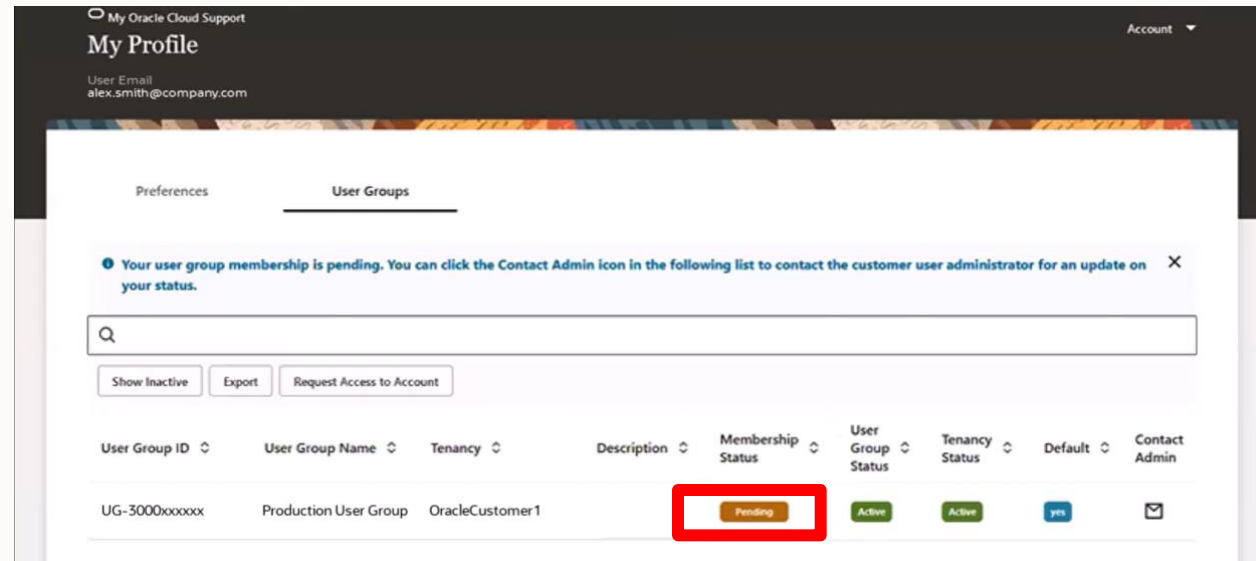 My Oracle Cloud Support
My Profile
Account
User Email
alex.smith@company.com
Preferences
User Groups
Your user group membership is pending. You can click the Contact Admin icon in the following list to contact the customer user administrator for an update on
your status.
Show Inactive
Export
Request Access to Account
User Group ID
User Group Name
Tenancy
Description
Membership
Status
User
Group
Status
Tenancy
Status
Default
Contact
Admin
UG-3000xxxxxx
Production User Group
OracleCustomer1
Pending
Active
Active
yes